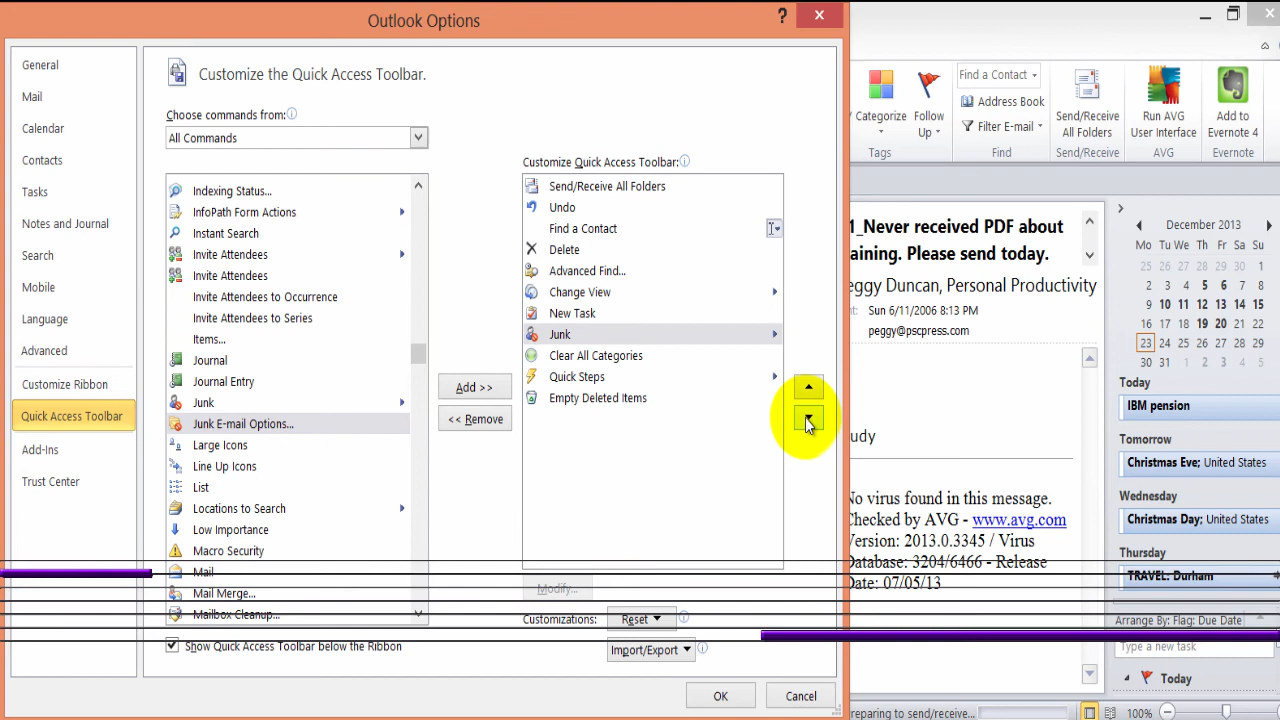 Outlook Options
?
General
Mail
Calendar
Contacts
Tasks
Notes and Journal
Search
Mobile
Language
Advanced
Customize Ribbon
Quick Access Toolbar
Add-Ins
Trust Center
Customize the Quick Access Toolbar.
Choose commands from:
All Commands
Indexing Status...
InfoPath Form Actions
Instant Search
Invite Attendees
Invite Attendees
Invite Attendees to Occurrence
Invite Attendees to Series
Items...
Journal
Journal Entry
Junk
Junk E-mail Options...
Large Icons
Line Up Icons
List
Locations to Search
Low Importance
Macro Security
Mail
Mail Merge...
Mailbox Cleanup...
Show Quick Access Toolbar below the Ribbon
Add >>
<< Remove
Customize Quick Access Toolbar:
Send/Receive All Folders
Undo
Find a Contact
Delete
Advanced Find...
Change View
New Task
Junk
Clear All Categories
Quick Steps
Empty Deleted Items
Modify...
Customizations:
Reset
Import/Export
OK
Cancel
Categorize
Follow
Up
Tags
Find a Contact
Address Book
Filter E-mail
Find
Send/Receive
All Folders
Send/Receive
Run AVG
User Interface
AVG
Add to
Evernote 4
Evernote
1_Never received PDF about
aining. Please send today.
eggy Duncan, Personal Productivity
nt: Sun 6/11/2006 8:13 PM
peggy@pscpress.com
udy
No virus found in this message.
Checked by AVG - www.avg.com
Version: 2013.0.3345 / Virus
Database: 3204/6466 - Release
Date: 07/05/13
December 2013
Mo Tu We Th Fr Sa Su
25 26 27 28 29 30 1
2 3 4 5 6 7 8
9 10 11 12 13 14 15
16 17 18 19 20 21 22
23 24 25 26 27 28 29
30 31 1 2 3 4 5
Today
IBM pension
Tomorrow
Christmas Eve; United States
Wednesday
Christmas Day; United States
Thursday
TRAVEL: Durham
Arrange By: Flag: Due Date
Type a new task
Today
reparing to send/receive...
100%